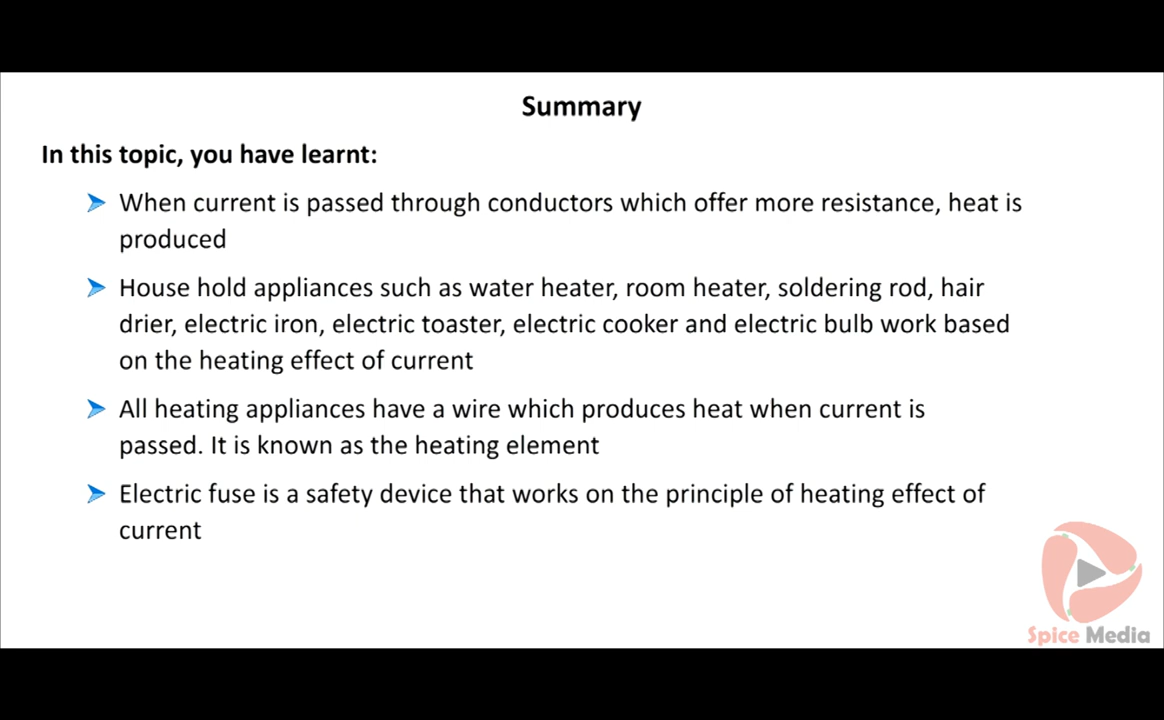 Summary
In this topic, you have learnt:
When current is passed through conductors which offer more resistance, heat is
produced
House hold appliances such as water heater, room heater, soldering rod, hair
drier, electric iron, electric toaster, electric cooker and electric bulb work based
on the heating effect of current
All heating appliances have a wire which produces heat when current is
passed. It is known as the heating element
Electric fuse is a safety device that works on the principle of heating effect of
current
Spice Media